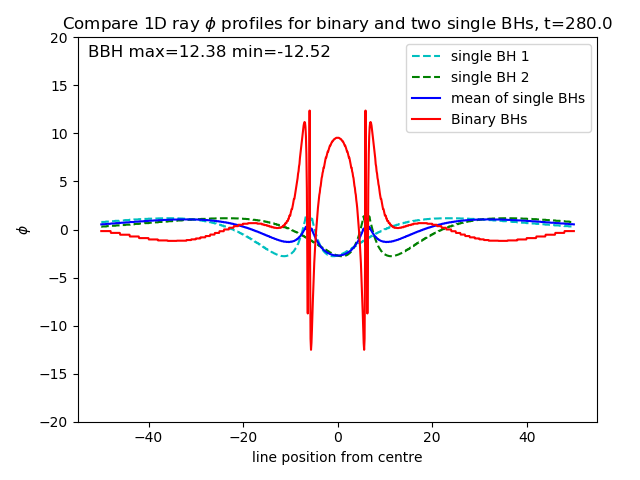 Compare 1D ray ϕ profiles for binary and two single BHs, t=280.0
BBH max=12.38 min=-12.52
single BH 1
single BH 2
mean of single BHs
Binary BHs
20
15
10
5
0
−5
−10
−15
−20
ϕ
−40 −20 0 20 40
line position from centre